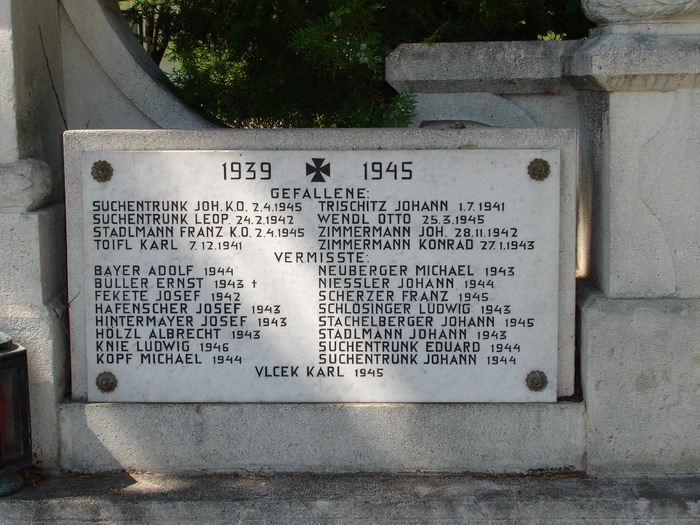 1939 1945
GEFALLENE:
SUCHENTRUNK JOH. K.O. 2.4.1945 TRISCHITZ JOHANN 1.7.1941
SUCHENTRUNK LEOP. 24.2.1942 WENDL OTTO 25.3.1945
STADLMANN FRANZ K.O. 2.4.1945 ZIMMERMANN JOH. 28.11.1942
TOIFL KARL 7.12.1941 ZIMMERMANN KONRAD 27.1.1943
VERMISSTE:
BAYER ADOLF 1944 NEUBERGER MICHAEL 1943
BÜLLER ERNST 1943 † NIESSLER JOHANN 1944
FEKETE JOSEF 1942 SCHERZER FRANZ 1945
HAFENSCHER JOSEF 1943 SCHLÖSINGER LUDWIG 1943
HINTERMAYER JOSEF 1943 STACHELBERGER JOHANN 1945
HÖLZL ALBRECHT 1943 STADLMANN JOHANN 1943
KNIE LUDWIG 1946 SUCHENTRUNK EDUARD 1944
KOPF MICHAEL 1944 SUCHENTRUNK JOHANN 1944
VLCEK KARL 1945